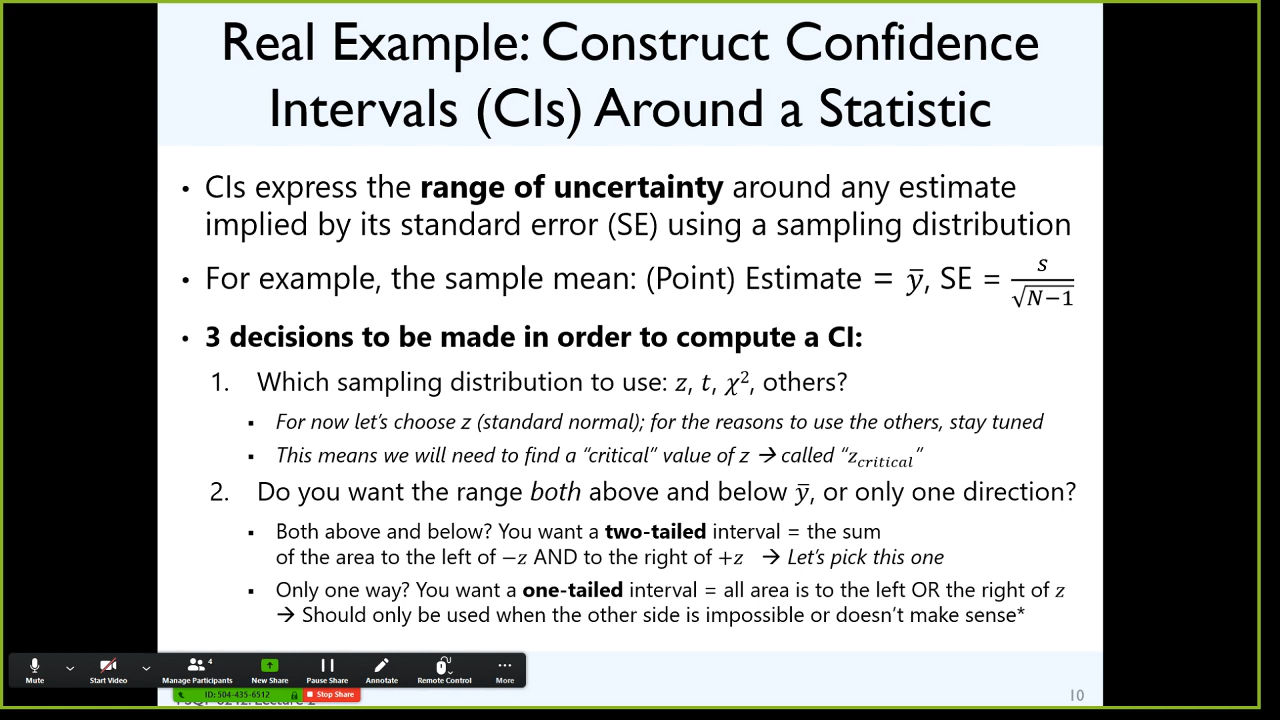 Real Example: Construct Confidence
Intervals (CIs) Around a Statistic
• CIs express the range of uncertainty around any estimate
implied by its standard error (SE) using a sampling distribution
• For example, the sample mean: (Point) Estimate = ȳ, SE = s/√N−1
• 3 decisions to be made in order to compute a CI:
1. Which sampling distribution to use: z, t, χ², others?
▪ For now let's choose z (standard normal); for the reasons to use the others, stay tuned
▪ This means we will need to find a “critical” value of z → called “z_critical”
2. Do you want the range both above and below ȳ, or only one direction?
▪ Both above and below? You want a two-tailed interval = the sum
of the area to the left of −z AND to the right of +z → Let's pick this one
▪ Only one way? You want a one-tailed interval = all area is to the left OR the right of z
→ Should only be used when the other side is impossible or doesn't make sense*
4
Mute Start Video Manage Participants New Share Pause Share Annotate Remote Control More
ID: 504-435-6512 Stop Share
10